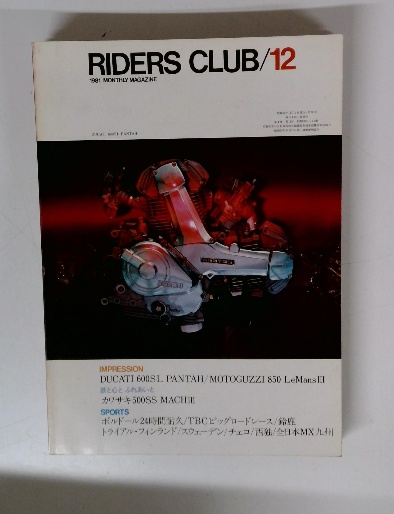 RIDERS CLUB/12
1981 MONTHLY MAGAZINE
DUCATI 600SL PANTAH
DUCATI
IMPRESSION
DUCATI 600SL PANTAH/MOTOGUZZI 850 LeMansIII
カワサキ500SS MACHIII
SPORTS
ボルドール24時間耐久/TBCビッグロードレース/鈴鹿
トライアル・フィンランド/スウェーデン/チェコ/西独/全日本MX九州